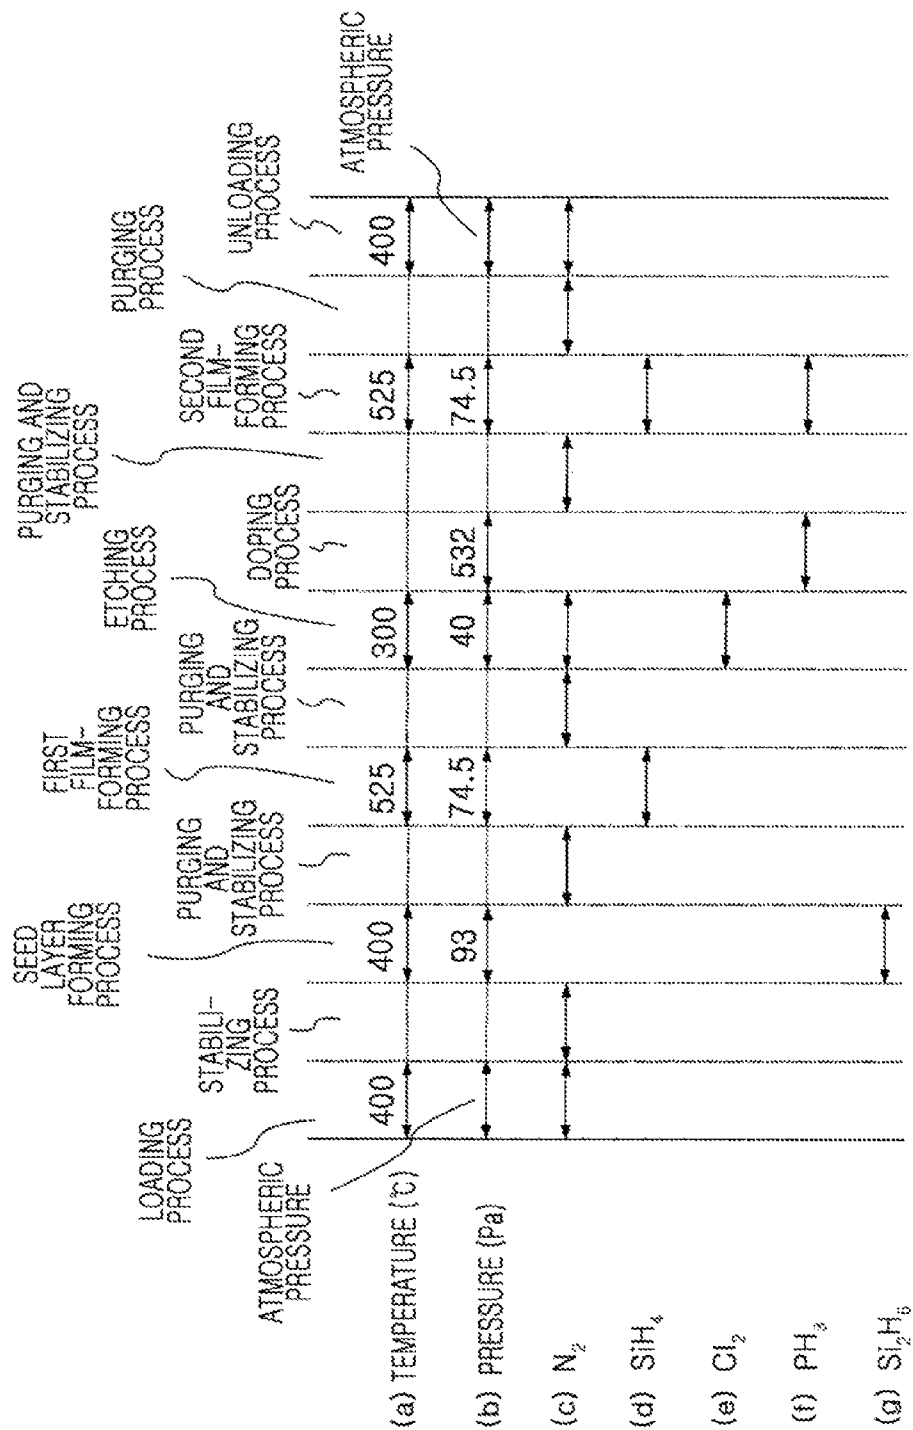 LOADING
PROCESS
STABILI-
ZING
PROCESS
SEED
LAYER
FORMING
PROCESS
PURGING
AND
STABILIZING
PROCESS
FIRST
FILM-
FORMING
PROCESS
PURGING
AND
STABILIZING
PROCESS
ETCHING
PROCESS
DOPING
PROCESS
PURGING AND
STABILIZING
PROCESS
SECOND
FILM-
FORMING
PROCESS
PURGING
PROCESS
UNLOADING
PROCESS
ATMOSPHERIC
PRESSURE
ATMOSPHERIC
PRESSURE
(a) TEMPERATURE (℃) 400 400 525 300 525 400
(b) PRESSURE (Pa) 93 74.5 40 532 74.5
(c) N₂
(d) SiH₄
(e) Cl₂
(f) PH₃
(g) Si₂H₆